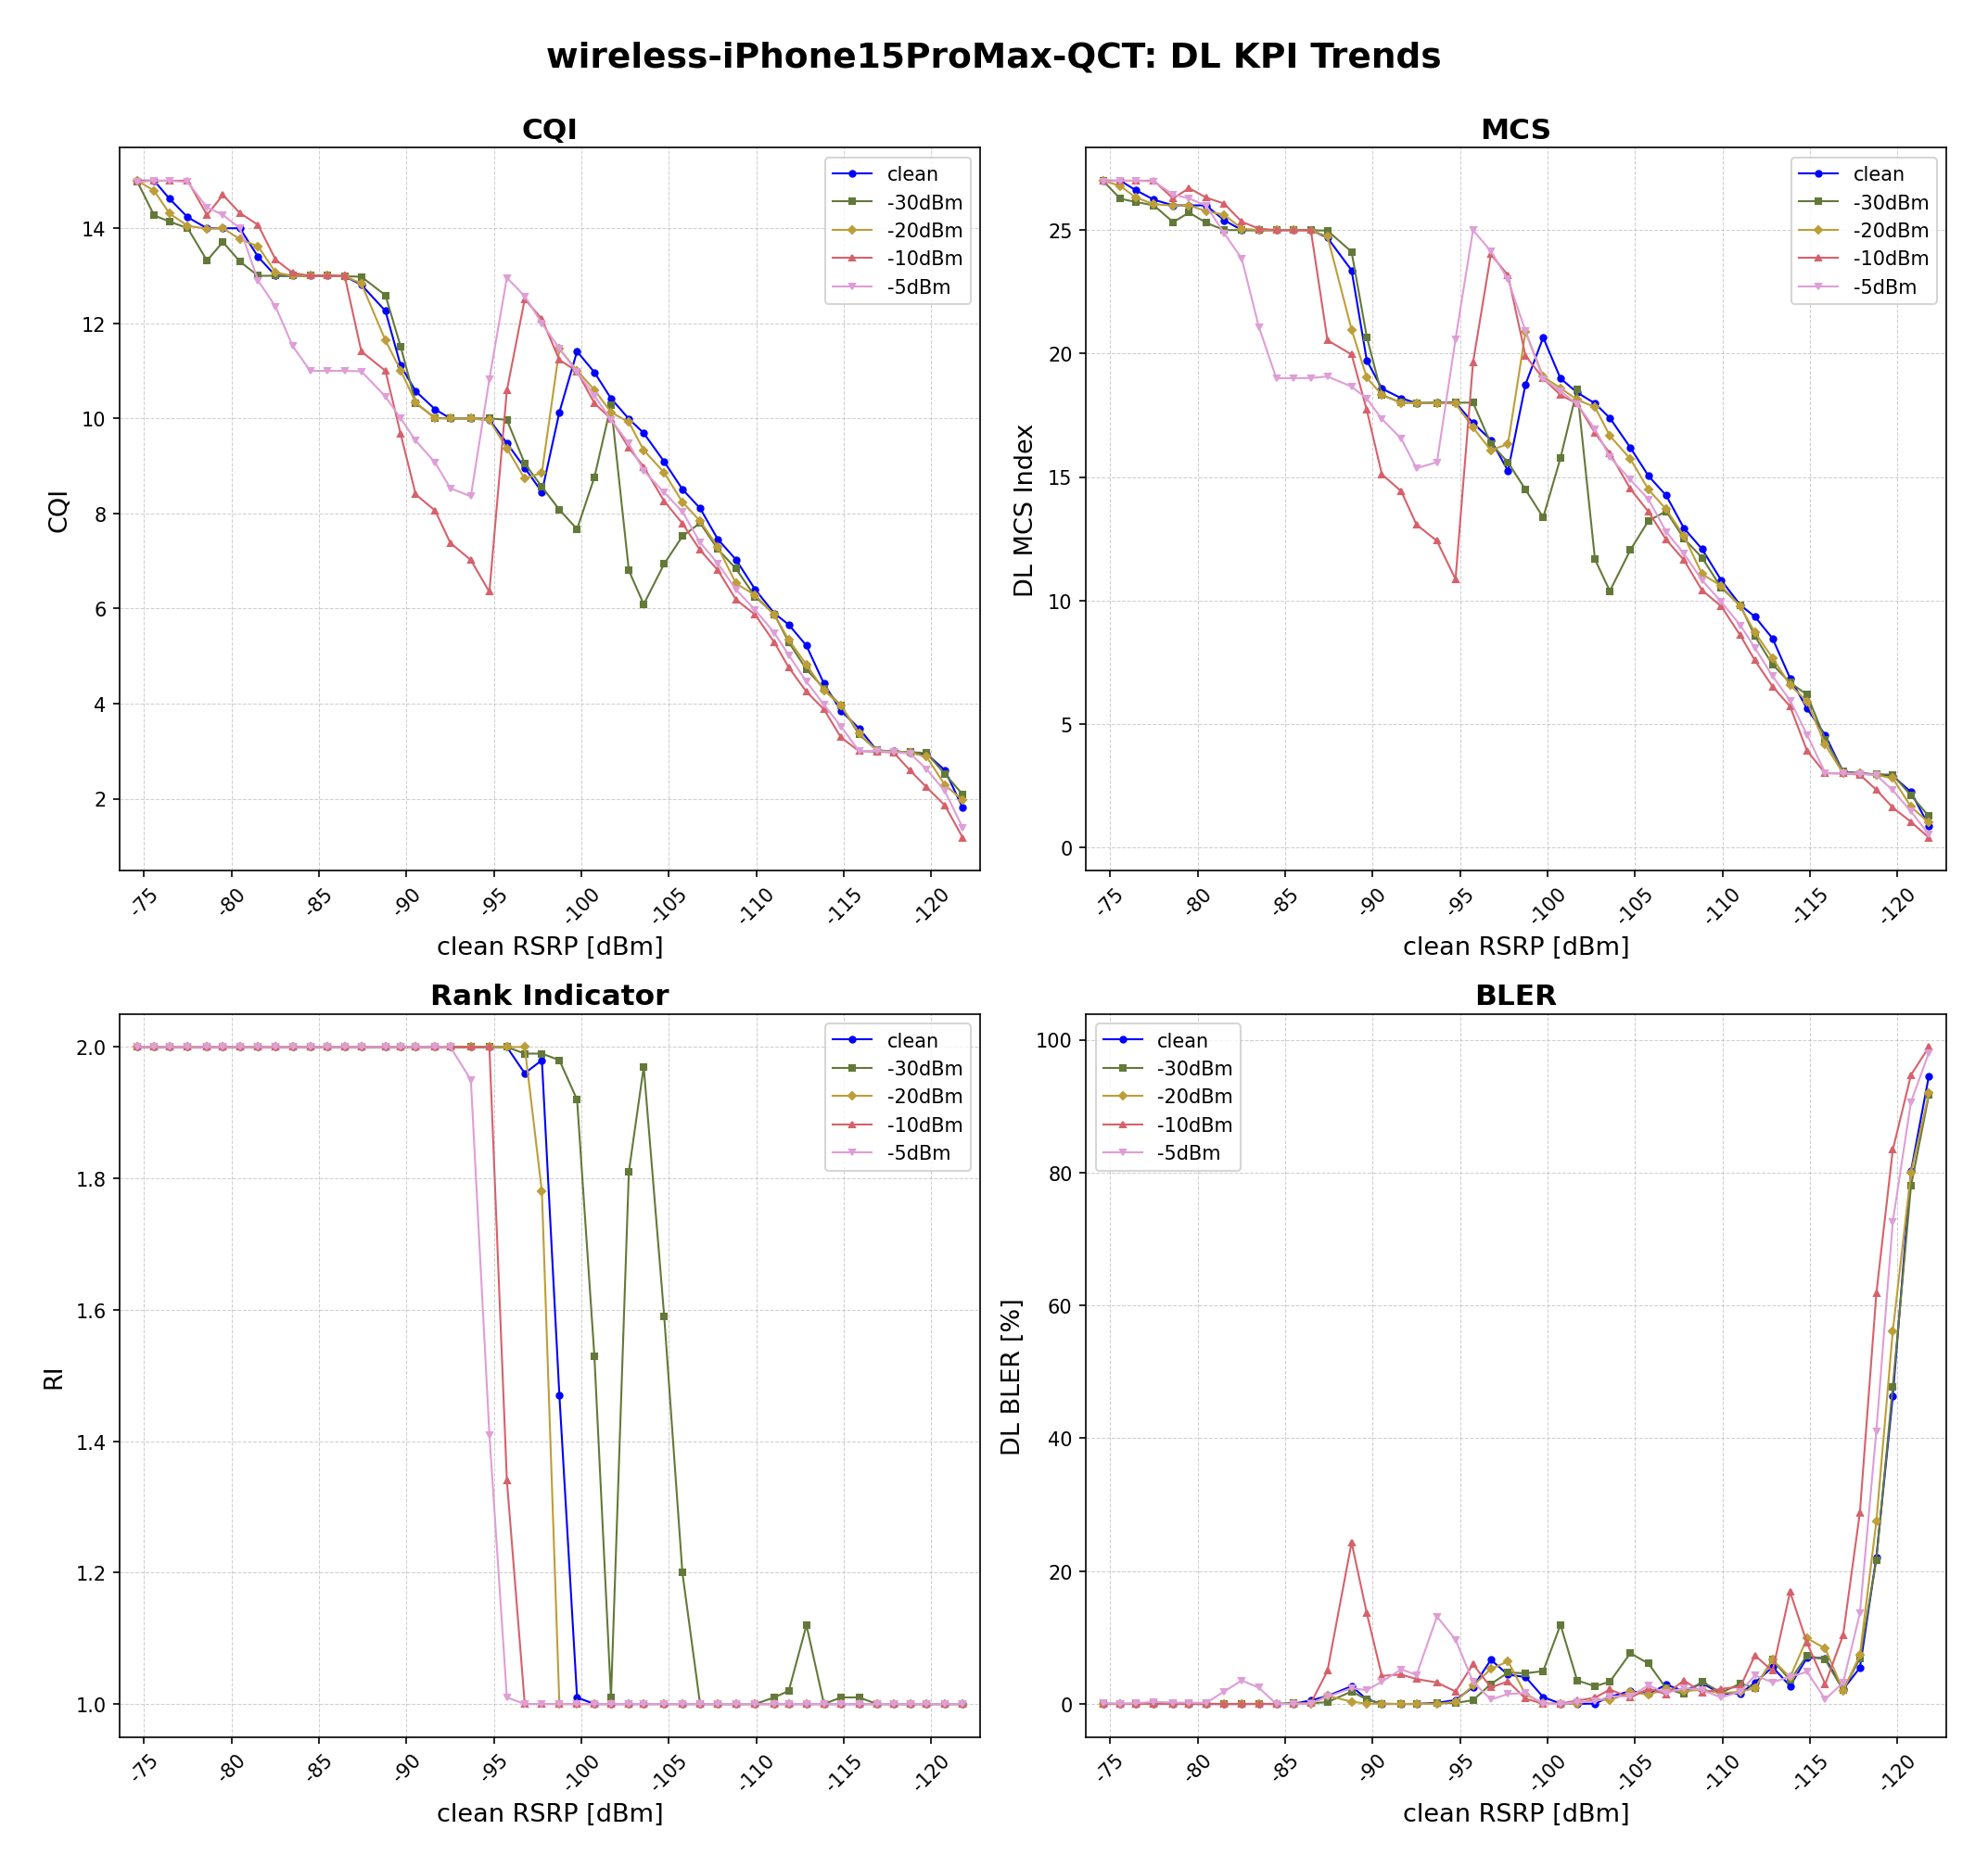 wireless-iPhone15ProMax-QCT: DL KPI Trends
CQI
CQI
14
12
10
8
6
4
2
-75
-80
-85
-90
-95
-100
-105
-110
-115
-120
clean RSRP [dBm]
clean
-30dBm
-20dBm
-10dBm
-5dBm
MCS
DL MCS Index
25
20
15
10
5
0
-75
-80
-85
-90
-95
-100
-105
-110
-115
-120
clean RSRP [dBm]
clean
-30dBm
-20dBm
-10dBm
-5dBm
Rank Indicator
RI
2.0
1.8
1.6
1.4
1.2
1.0
-75
-80
-85
-90
-95
-100
-105
-110
-115
-120
clean RSRP [dBm]
clean
-30dBm
-20dBm
-10dBm
-5dBm
BLER
DL BLER [%]
100
80
60
40
20
0
-75
-80
-85
-90
-95
-100
-105
-110
-115
-120
clean RSRP [dBm]
clean
-30dBm
-20dBm
-10dBm
-5dBm